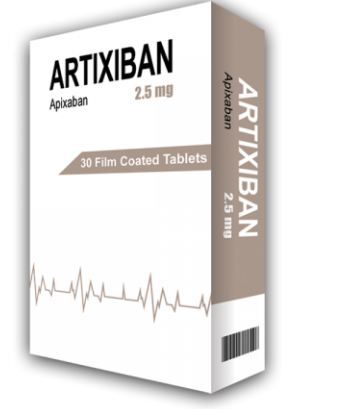 ARTIXIBAN
Apixaban
2.5 mg
30 Film Coated Tablets
ARTIXIBAN
Apixaban
2.5 mg